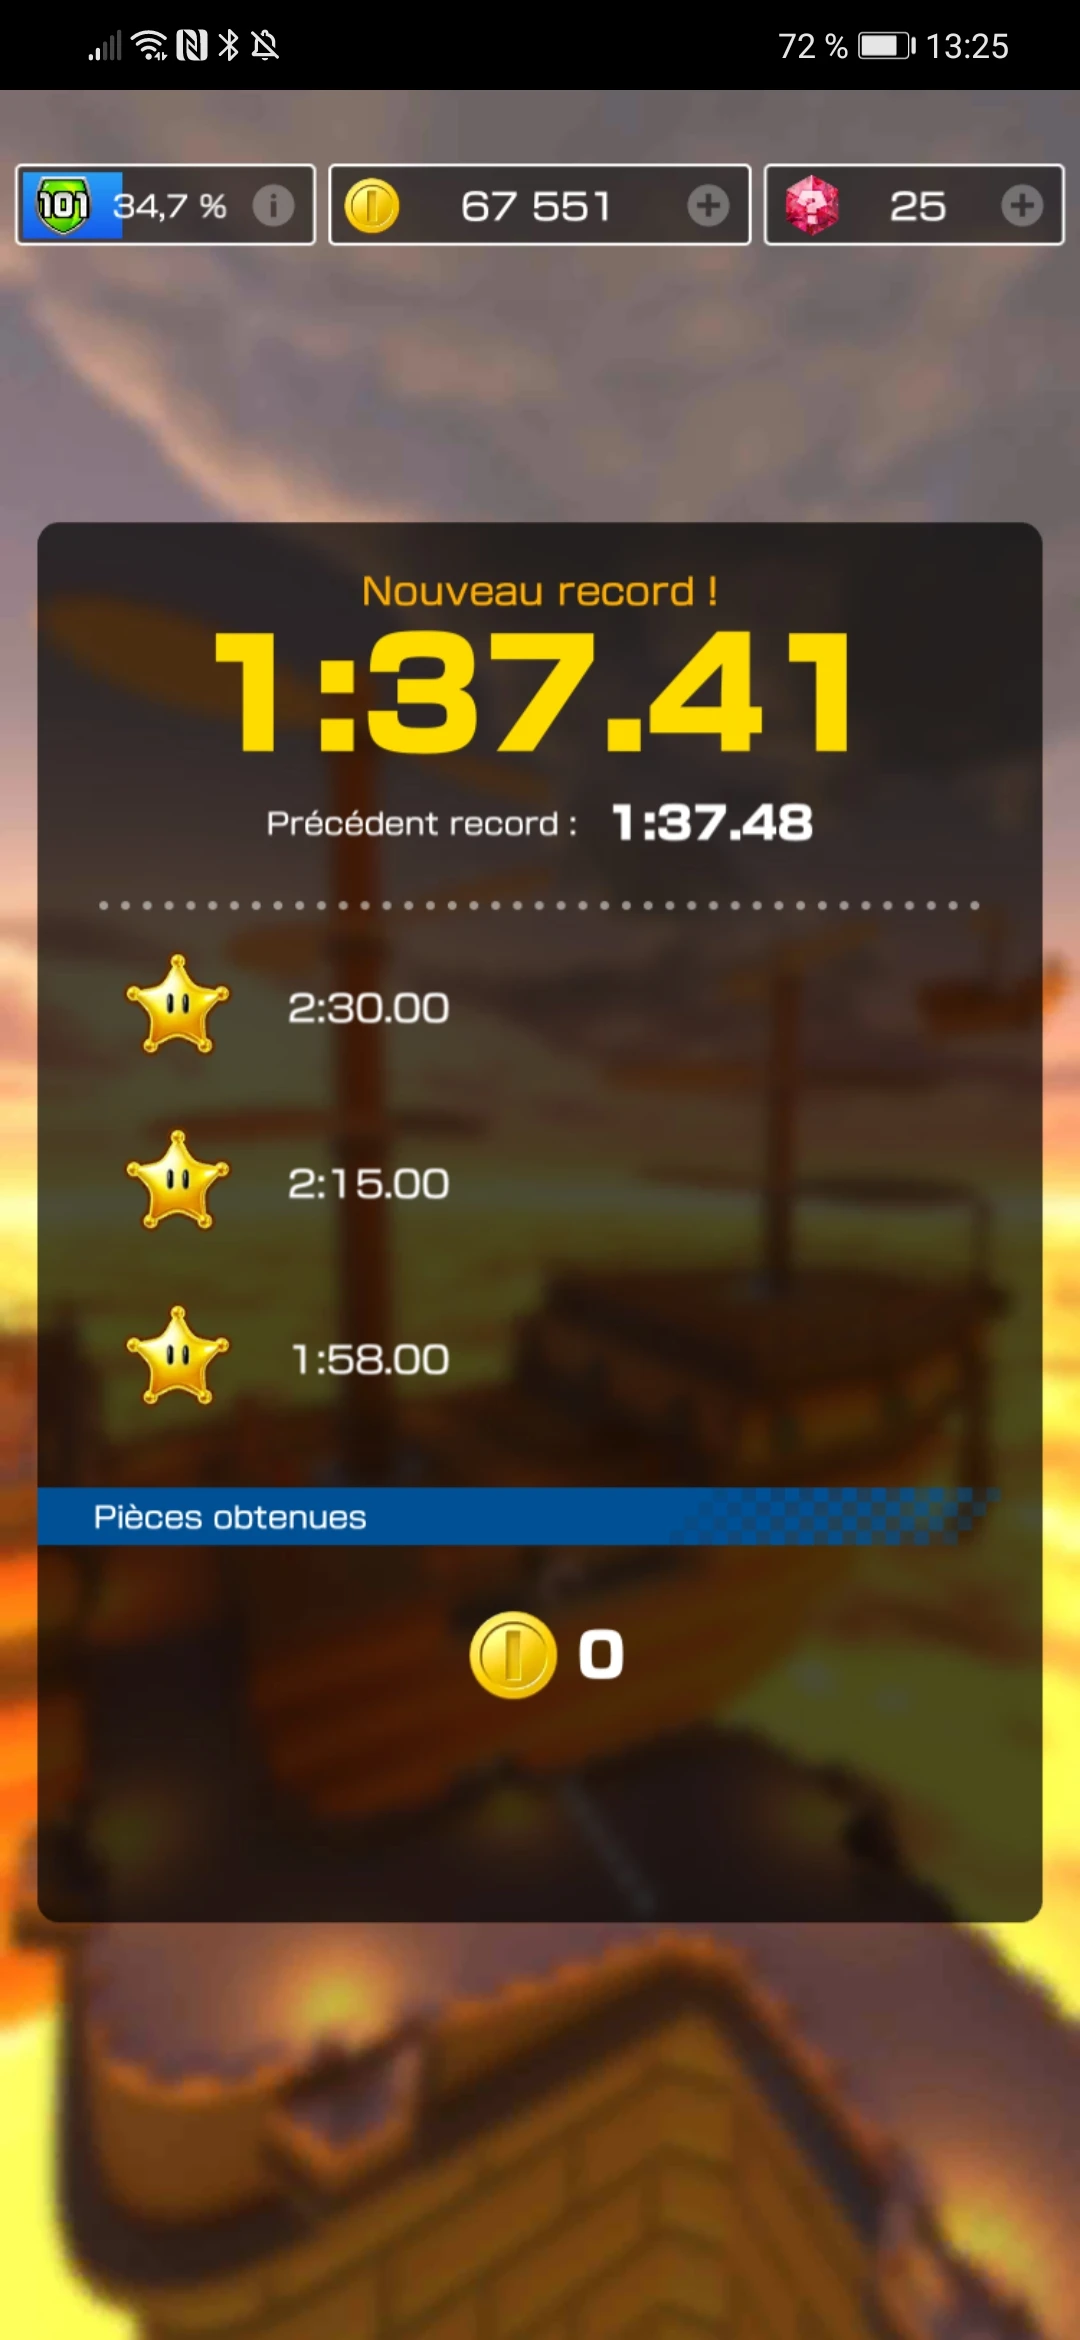 72 % 13:25
101 34,7 % 67 551 25
Nouveau record !
1:37.41
Précédent record : 1:37.48
2:30.00
2:15.00
1:58.00
Pièces obtenues
0